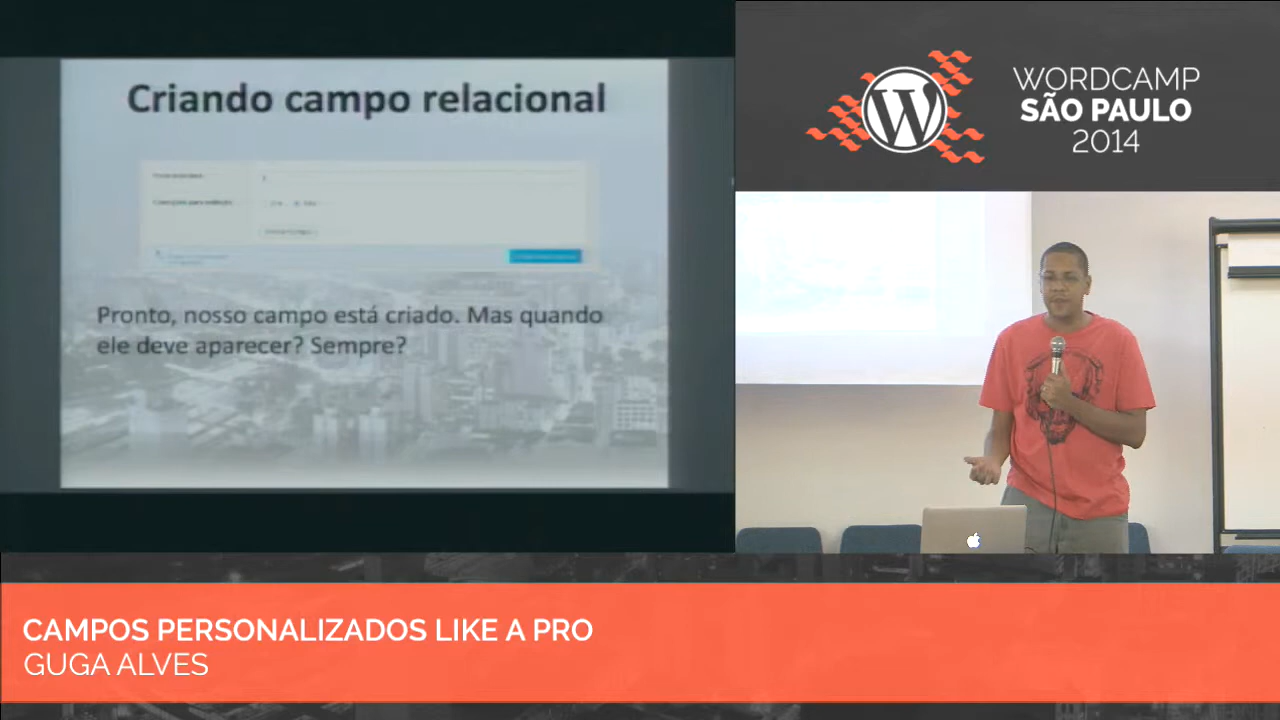 Criando campo relacional
Pronto, nosso campo está criado. Mas quando
ele deve aparecer? Sempre?
WORDCAMP
SÃO PAULO
2014
CAMPOS PERSONALIZADOS LIKE A PRO
GUGA ALVES